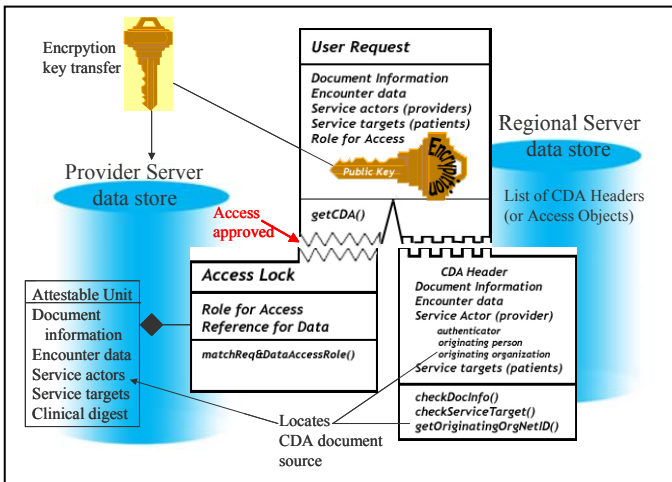 Encrpytion
key transfer
User Request
Document Information
Encounter data
Service actors (providers)
Service targets (patients)
Role for Access
Public Key
Encryption
getCDA()
Regional Server
data store
List of CDA Headers
(or Access Objects)
Provider Server
data store
Access
approved
Access Lock
Role for Access
Reference for Data
matchReq&DataAccessRole()
CDA Header
Document Information
Encounter data
Service Actor (provider)
authenticator
originating person
originating organization
Service targets (patients)
checkDocInfo()
checkServiceTarget()
getOriginatingOrgNetID()
Attestable Unit
Document
information
Encounter data
Service actors
Service targets
Clinical digest
Locates
CDA document
source